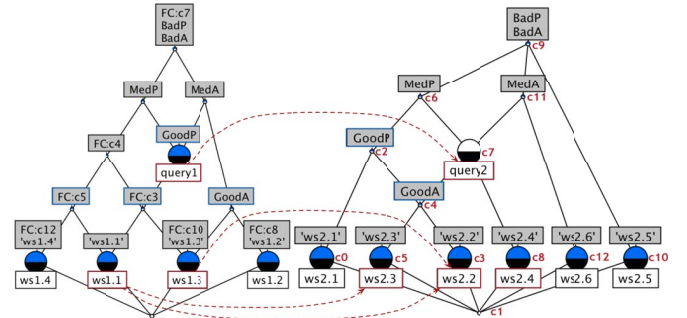 FC:c7
BadP
BadA
MedP
MedA
GoodP
FC:c4
query1
FC:c5
FC:c3
GoodA
FC:c12
'ws1.4'
'ws1.1'
FC:c10
'ws1.3'
FC:c8
'ws1.2'
ws1.4
ws1.1
ws1.3
ws1.2
BadP
BadA
c9
MedP
c6
MedA
c11
GoodP
c2
c7
query2
GoodA
c4
'ws2.1'
'ws2.3'
'ws2.2'
'ws2.4'
'ws2.6'
'ws2.5'
c0
c5
c3
c8
c12
c10
ws2.1
ws2.3
ws2.2
ws2.4
ws2.6
ws2.5
c1